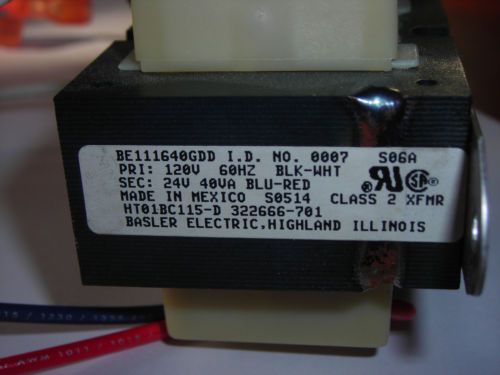 BE111640GDD I.D. NO. 0007 S06A
PRI: 120V 60HZ BLK-WHT
SEC: 24V 40VA BLU-RED
MADE IN MEXICO S0514 CLASS 2 XFMR
HT01BC115-D 322666-701
BASLER ELECTRIC, HIGHLAND ILLINOIS